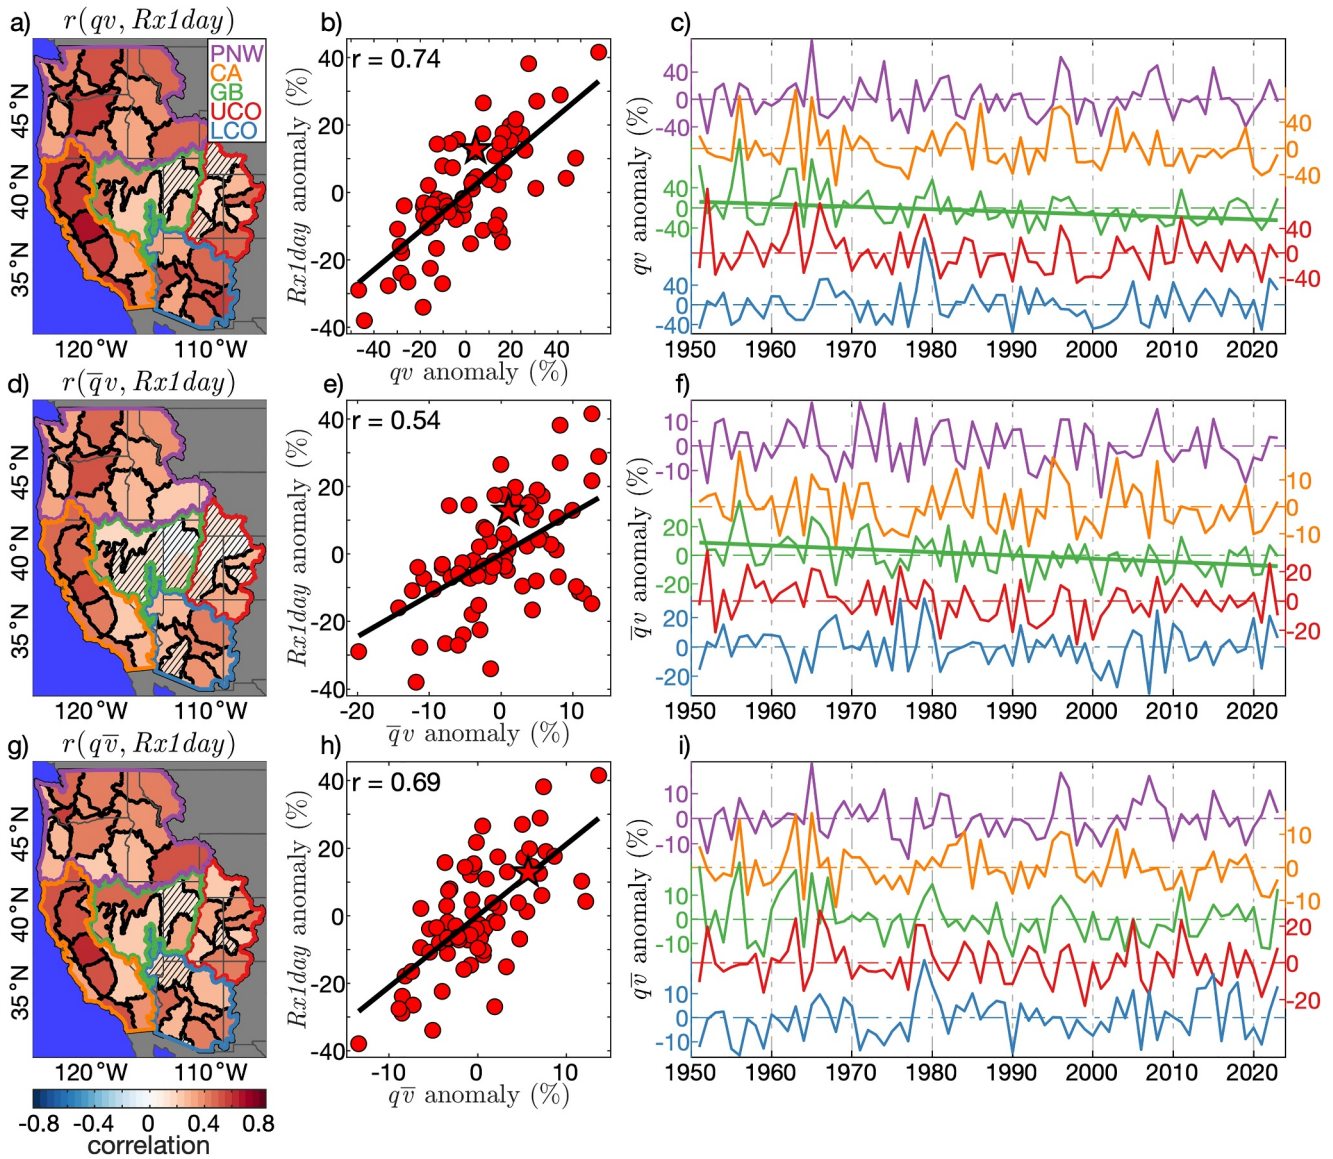 a) r(qv, Rx1day)
PNW
CA
GB
UCO
LCO
45°N
40°N
35°N
120°W 110°W
b)
r = 0.74
Rx1day anomaly (%)
40
20
0
-20
-40
-40 -20 0 20 40
qv anomaly (%)
c)
qv anomaly (%)
40
0
-40
40
0
-40
40
0
-40
40
0
-40
40
0
-40
1950 1960 1970 1980 1990 2000 2010 2020
d) r(q̅v, Rx1day)
45°N
40°N
35°N
120°W 110°W
e)
r = 0.54
Rx1day anomaly (%)
40
20
0
-20
-40
-20 -10 0 10
q̅v anomaly (%)
f)
q̅v anomaly (%)
10
0
-10
10
0
-10
20
0
-20
20
0
-20
20
0
-20
1950 1960 1970 1980 1990 2000 2010 2020
g) r(qv̅, Rx1day)
45°N
40°N
35°N
120°W 110°W
-0.8 -0.4 0 0.4 0.8
correlation
h)
r = 0.69
Rx1day anomaly (%)
40
20
0
-20
-40
-10 0 10
qv̅ anomaly (%)
i)
qv̅ anomaly (%)
10
0
-10
10
0
-10
10
0
-10
20
0
-20
10
0
-10
1950 1960 1970 1980 1990 2000 2010 2020